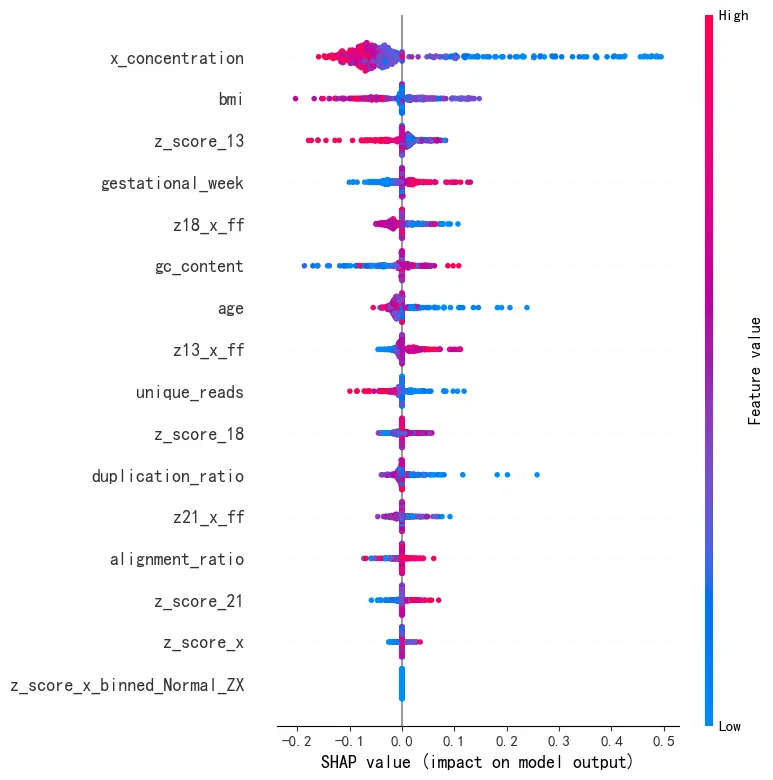 High
x_concentration
bmi
z_score_13
gestational_week
z18_x_ff
gc_content
age
z13_x_ff
unique_reads
z_score_18
duplication_ratio
z21_x_ff
alignment_ratio
z_score_21
z_score_x
z_score_x_binned_Normal_ZX
Feature value
Low
-0.2 -0.1 0.0 0.1 0.2 0.3 0.4 0.5
SHAP value (impact on model output)